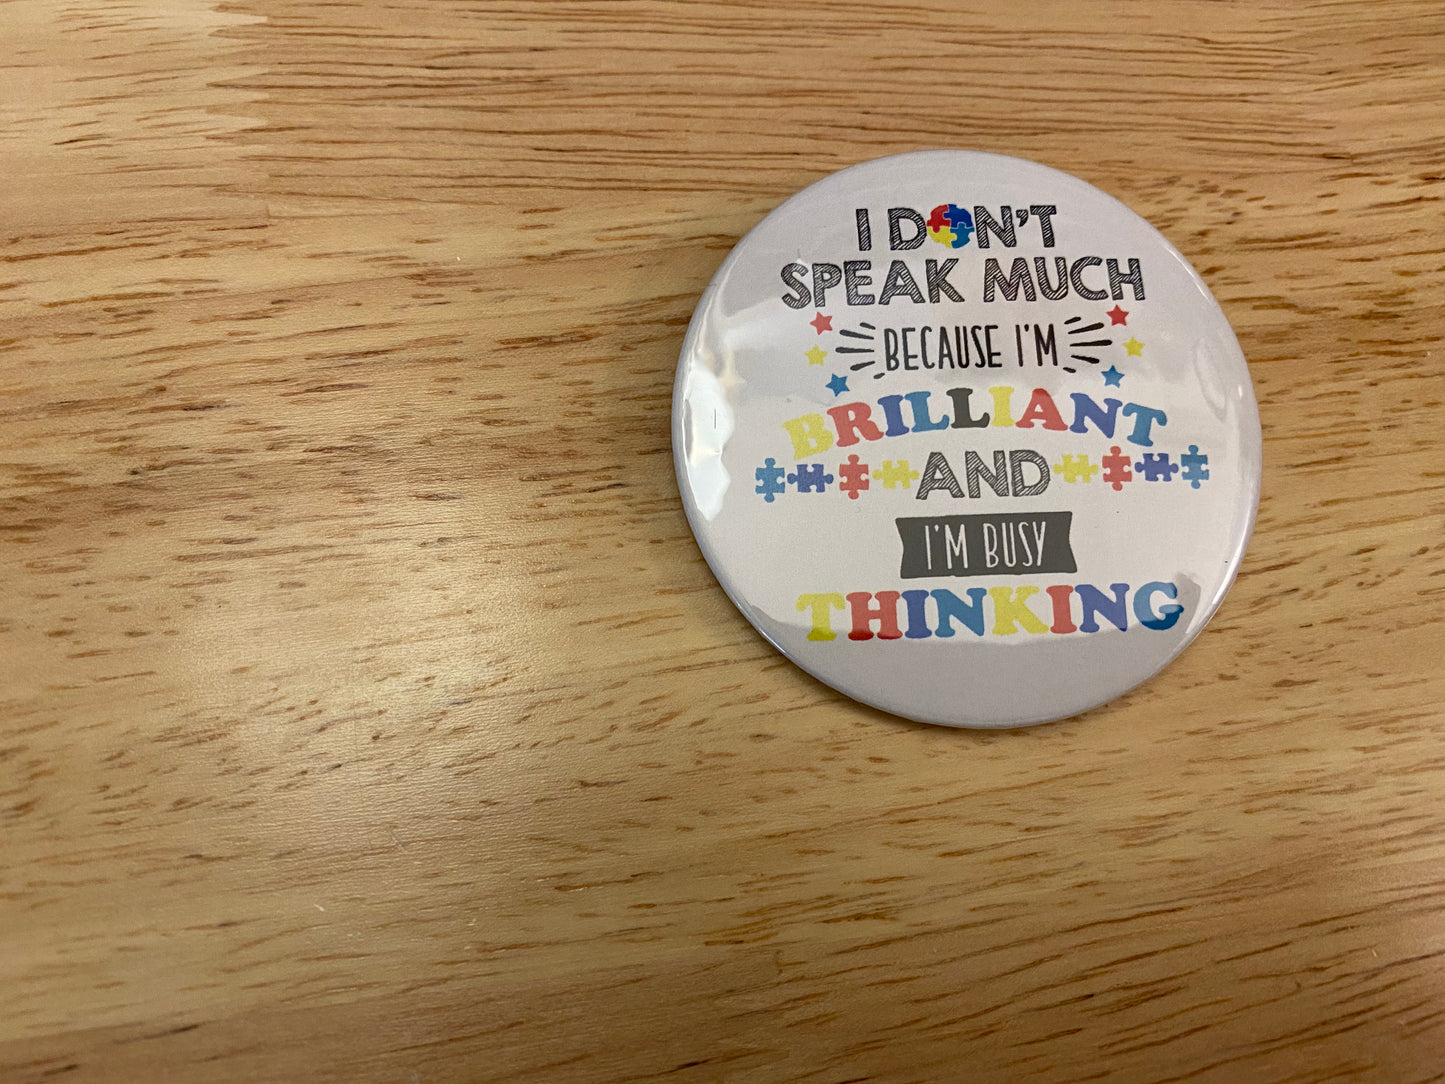 I DON'T
SPEAK MUCH
BECAUSE I'M
BRILLIANT
AND
I'M BUSY
THINKING